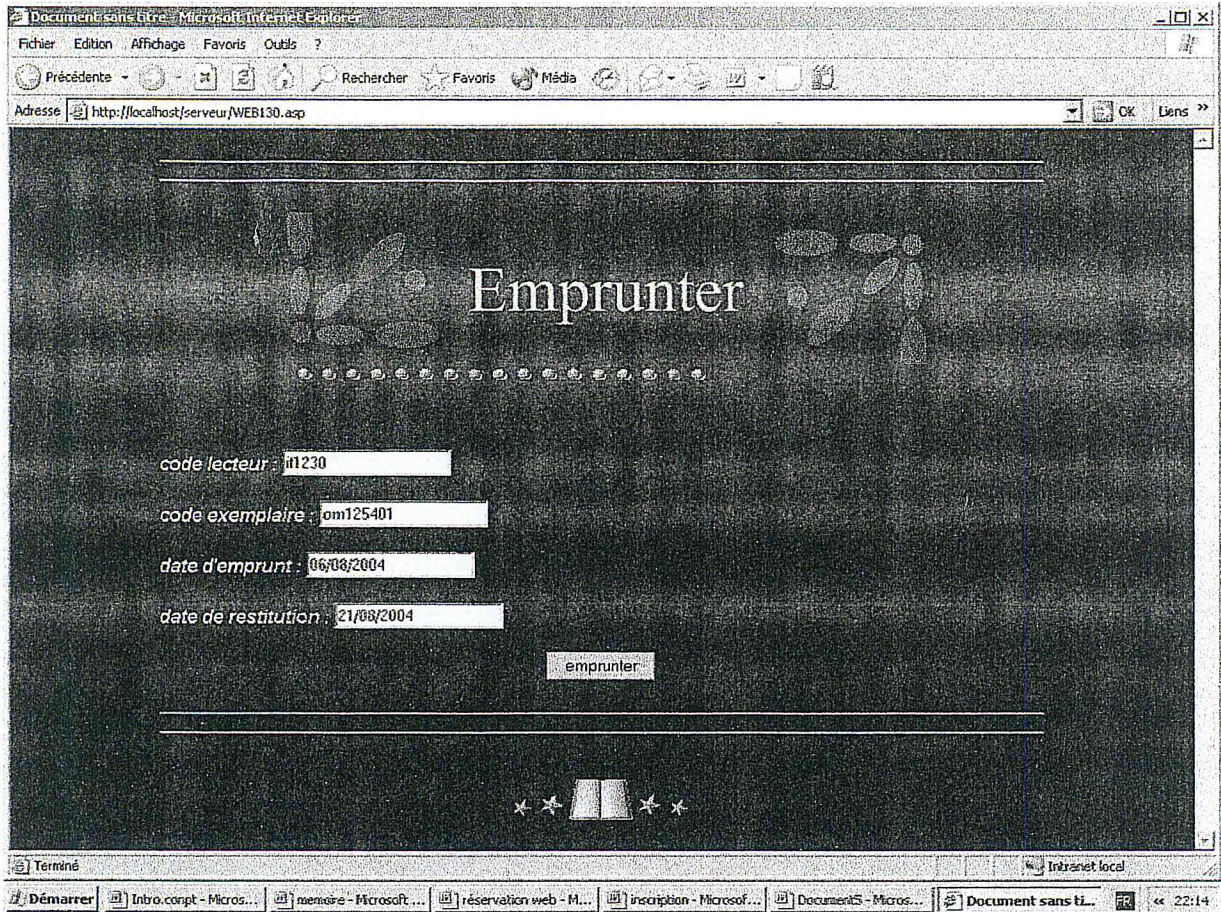 Document sans titre - Microsoft Internet Explorer
Fichier Edition Affichage Favoris Outils ?
Précédente Rechercher Favoris Média
Adresse http://localhost/serveur/WEB130.asp OK Liens »
Emprunter
code lecteur : it1230
code exemplaire : om125401
date d'emprunt : 06/08/2004
date de restitution : 21/08/2004
emprunter
Terminé Intranet local
Démarrer Intro.conpt - Micros... memoire - Microsoft ... réservation web - M... inscription - Microsof... Document5 - Micros... Document sans ti... FR « 22:14